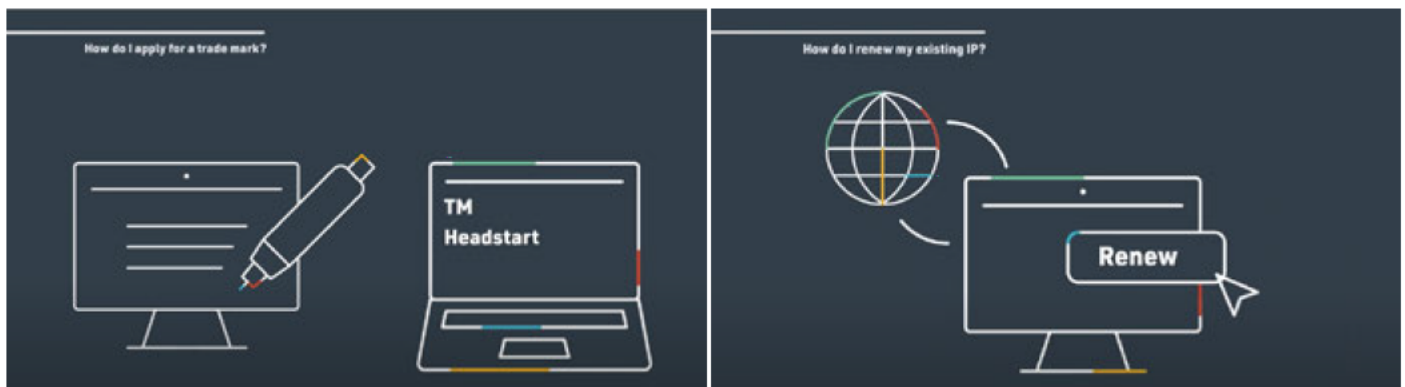 How do I apply for a trade mark?
TM
Headstart
How do I renew my existing IP?
Renew